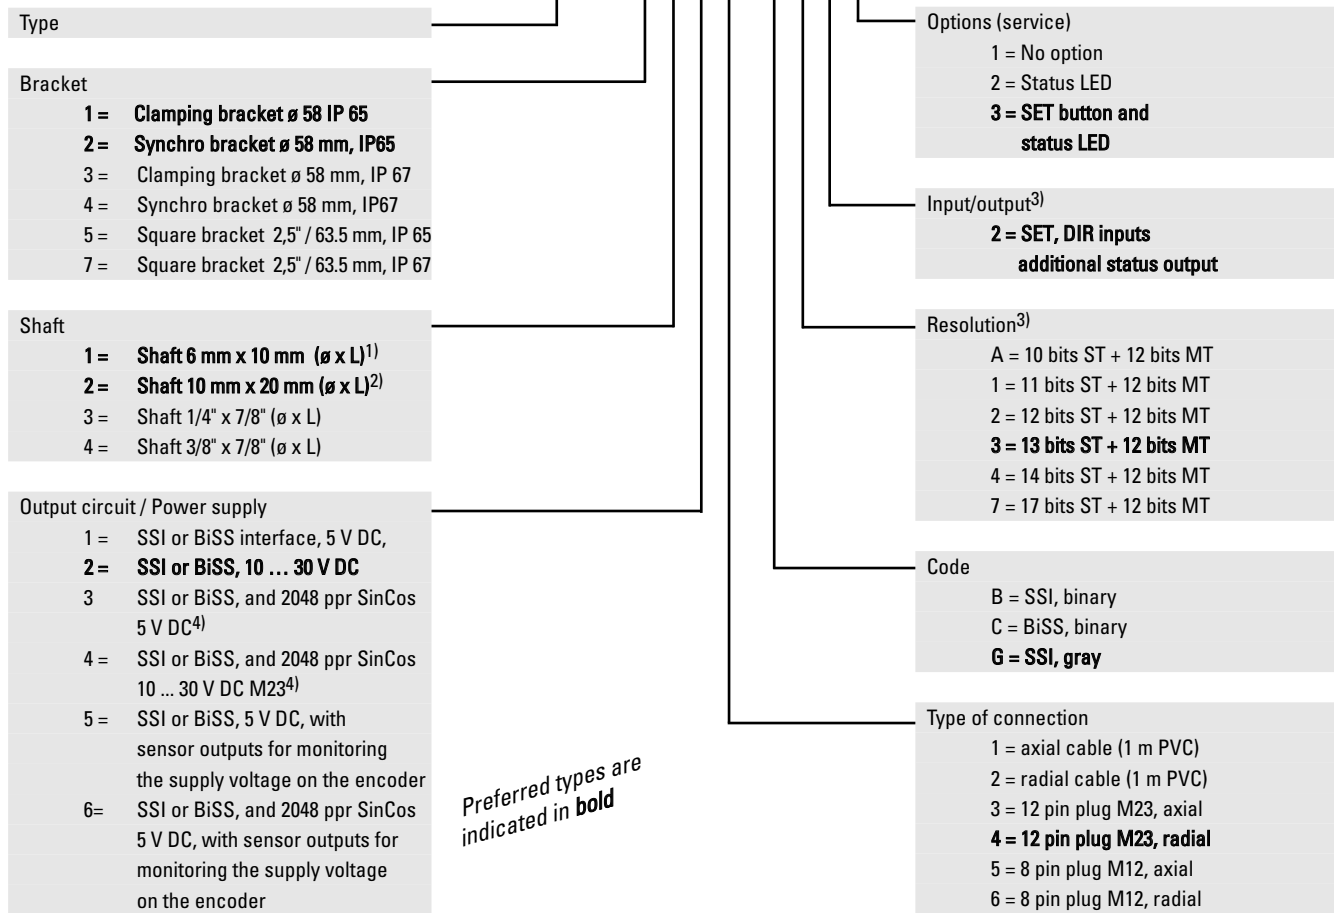 Type
Bracket
1 = Clamping bracket ø 58 IP 65
2 = Synchro bracket ø 58 mm, IP65
3 = Clamping bracket ø 58 mm, IP 67
4 = Synchro bracket ø 58 mm, IP67
5 = Square bracket 2,5" / 63.5 mm, IP 65
7 = Square bracket 2,5" / 63.5 mm, IP 67
Shaft
1 = Shaft 6 mm x 10 mm (ø x L)1)
2 = Shaft 10 mm x 20 mm (ø x L)2)
3 = Shaft 1/4" x 7/8" (ø x L)
4 = Shaft 3/8" x 7/8" (ø x L)
Output circuit / Power supply
1 = SSI or BiSS interface, 5 V DC,
2 = SSI or BiSS, 10 … 30 V DC
3 SSI or BiSS, and 2048 ppr SinCos
5 V DC4)
4 = SSI or BiSS, and 2048 ppr SinCos
10 ... 30 V DC M234)
5 = SSI or BiSS, 5 V DC, with
sensor outputs for monitoring
the supply voltage on the encoder
6= SSI or BiSS, and 2048 ppr SinCos
5 V DC, with sensor outputs for
monitoring the supply voltage
on the encoder
Preferred types are
indicated in bold
Options (service)
1 = No option
2 = Status LED
3 = SET button and
status LED
Input/output3)
2 = SET, DIR inputs
additional status output
Resolution3)
A = 10 bits ST + 12 bits MT
1 = 11 bits ST + 12 bits MT
2 = 12 bits ST + 12 bits MT
3 = 13 bits ST + 12 bits MT
4 = 14 bits ST + 12 bits MT
7 = 17 bits ST + 12 bits MT
Code
B = SSI, binary
C = BiSS, binary
G = SSI, gray
Type of connection
1 = axial cable (1 m PVC)
2 = radial cable (1 m PVC)
3 = 12 pin plug M23, axial
4 = 12 pin plug M23, radial
5 = 8 pin plug M12, axial
6 = 8 pin plug M12, radial